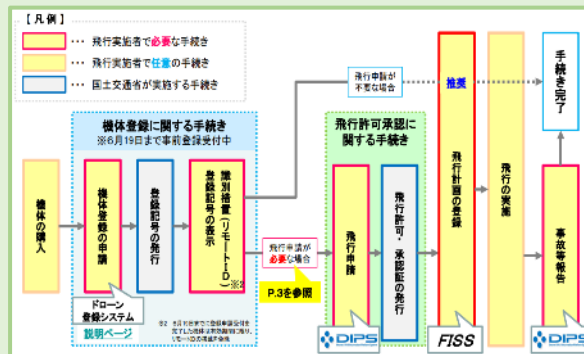 【凡例】
・・・ 飛行実施者で必要な手続き
・・・ 飛行実施者で任意の手続き
・・・ 国土交通省が実施する手続き
機体登録に関する手続き
※6月19日まで事前登録受付中
飛行許可承認に
関する手続き
飛行申請が
不要な場合
推奨
手続き完了
機体の購入
機体登録の申請
登録記号の発行
登録記号の表示
識別措置(リモートID)※2
飛行申請が
必要な場合
P.3を参照
飛行申請
飛行許可・承認証の発行
飛行計画の登録
飛行の実施
事故等報告
ドローン
登録システム
説明ページ
DIPS
FISS
DIPS